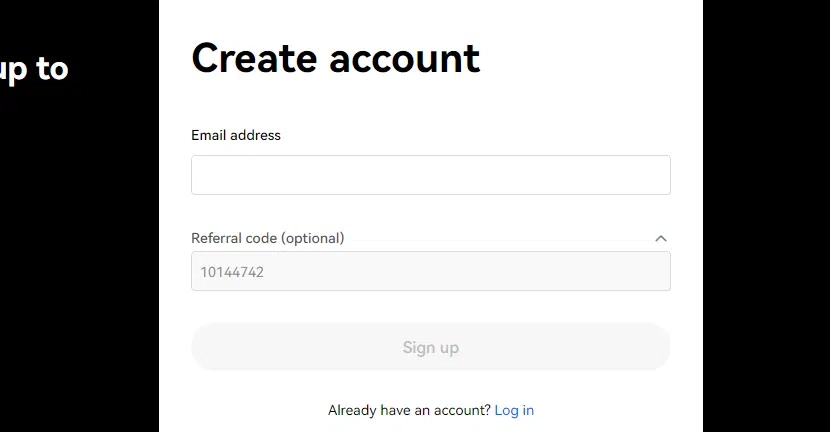 up to
Create account
Email address
Referral code (optional)
10144742
Sign up
Already have an account? Log in